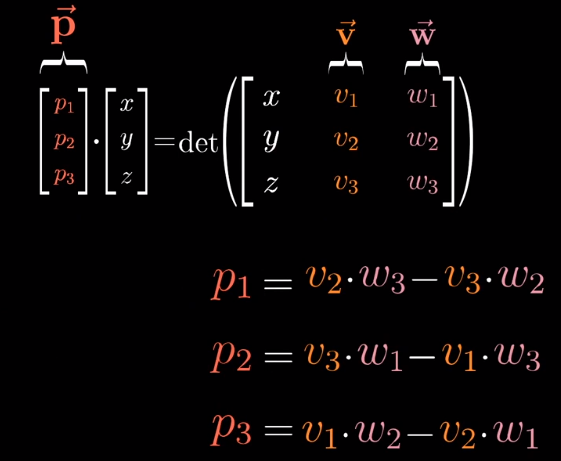 p⃗ v⃗ w⃗
[p₁ p₂ p₃] · [x y z] = det([x v₁ w₁
y v₂ w₂
z v₃ w₃])
p₁ = v₂·w₃−v₃·w₂
p₂ = v₃·w₁−v₁·w₃
p₃ = v₁·w₂−v₂·w₁